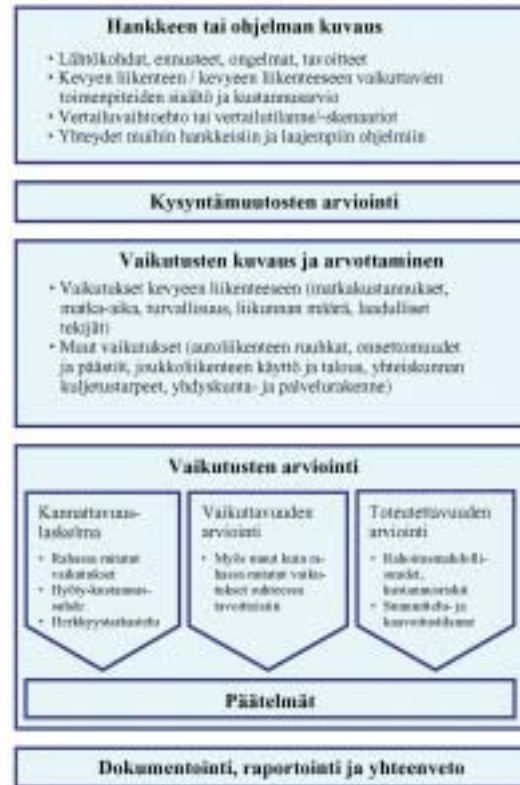 Hankkeen tai ohjelman kuvaus
• Lähtökohdat, ennusteet, ongelmat, tavoitteet
• Kevyen liikenteen / kevyeen liikenteeseen vaikuttavien
toimenpiteiden sisältö ja kustannusarvio
• Vertailuvaihtoehto tai vertailutilanne/-skenaariot
• Yhteydet muihin hankkeisiin ja laajempiin ohjelmiin
Kysyntämuutosten arviointi
Vaikutusten kuvaus ja arvottaminen
• Vaikutukset kevyeen liikenteeseen (matkakustannukset,
matka-aika, turvallisuus, liikunnan määrä, laadulliset
tekijät)
• Muut vaikutukset (autoliikenteen ruuhkat, onnettomuudet
ja päästöt, joukkoliikenteen käyttö ja talous, yhteiskunnan
kuljetustarpeet, yhdyskunta- ja palvelurakenne)
Vaikutusten arviointi
Kannattavuus-
laskelma
• Rahassa mitatut
vaikutukset
• Hyöty-kustannus-
suhde
• Herkkyystarkastelu
Vaikuttavuuden
arviointi
• Myös muut kuin ra-
hassa mitatut vaiku-
tukset suhteessa
tavoitteisiin
Toteutettavuuden
arviointi
• Rahoitusmahdolli-
suudet,
kustannusriskit
• Suunnittelu- ja
kaavoitustilanne
Päätelmät
Dokumentointi, raportointi ja yhteenveto